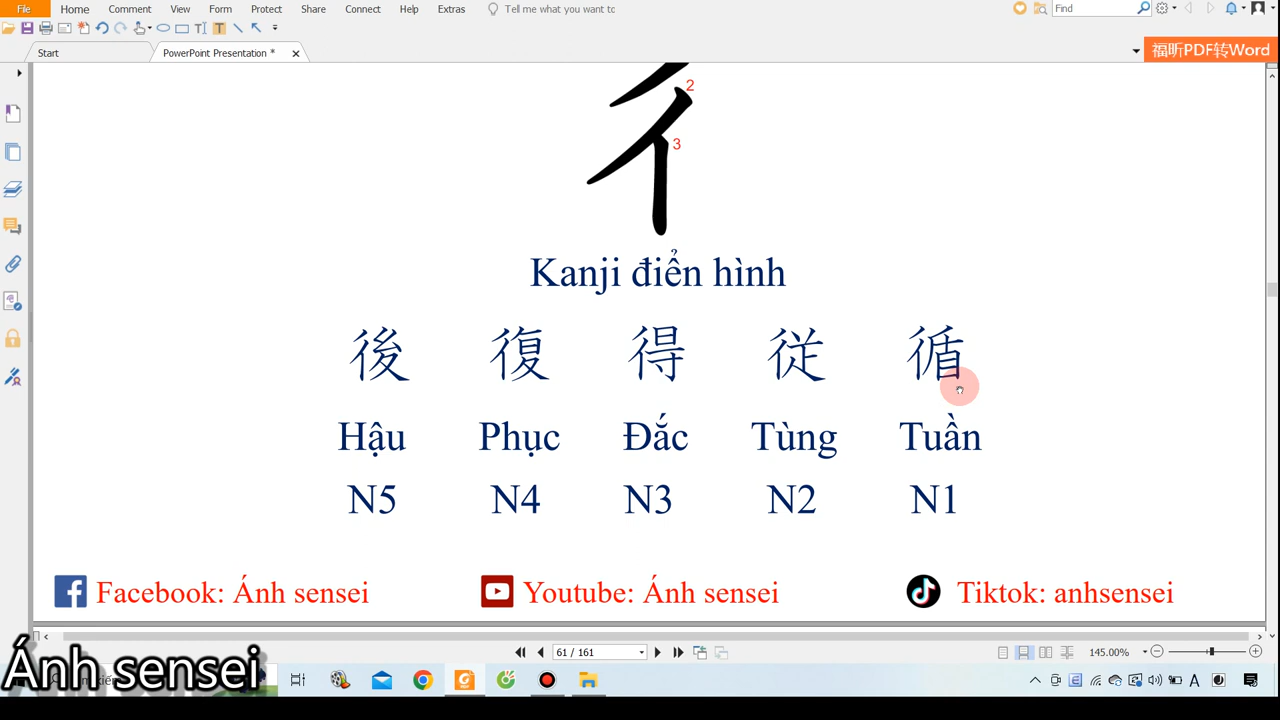 File Home Comment View Form Protect Share Connect Help Extras Tell me what you want to Find
T T
Start PowerPoint Presentation * 福昕PDF转Word
2
3
Kanji điển hình
後 復 得 従 循
Hậu Phục Đắc Tùng Tuần
N5 N4 N3 N2 N1
Facebook: Ánh sensei Youtube: Ánh sensei Tiktok: anhsensei
61 / 161 145.00%
Ánh sensei
A